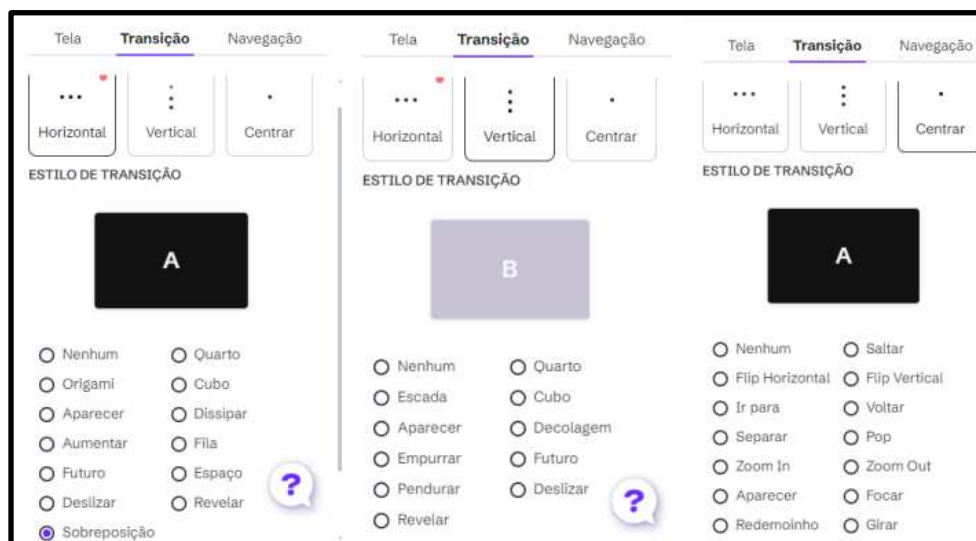 Tela Transição Navegação
... Horizontal
⋮ Vertical
· Centrar
ESTILO DE TRANSIÇÃO
A
Nenhum Quarto
Origami Cubo
Aparecer Dissipar
Aumentar Fila
Futuro Espaço
Deslizar Revelar
Sobreposição
?
Tela Transição Navegação
... Horizontal
⋮ Vertical
· Centrar
ESTILO DE TRANSIÇÃO
B
Nenhum Quarto
Escada Cubo
Aparecer Decolagem
Empurrar Futuro
Pendurar Deslizar
Revelar
?
Tela Transição Navegação
... Horizontal
⋮ Vertical
· Centrar
ESTILO DE TRANSIÇÃO
A
Nenhum Saltar
Flip Horizontal Flip Vertical
Ir para Voltar
Separar Pop
Zoom In Zoom Out
Aparecer Focar
Redemoinho Girar